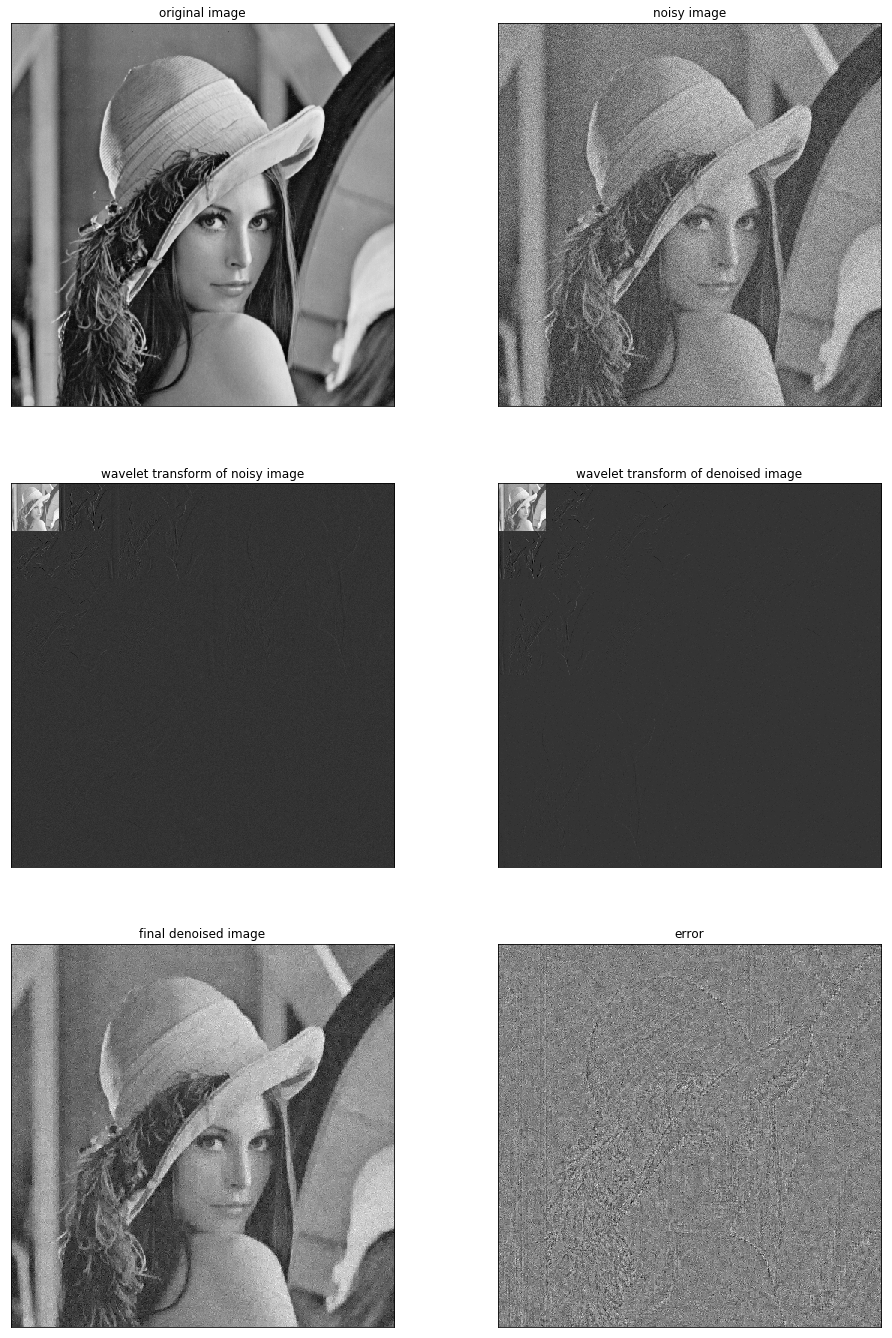 original image
noisy image
wavelet transform of noisy image
wavelet transform of denoised image
final denoised image
error